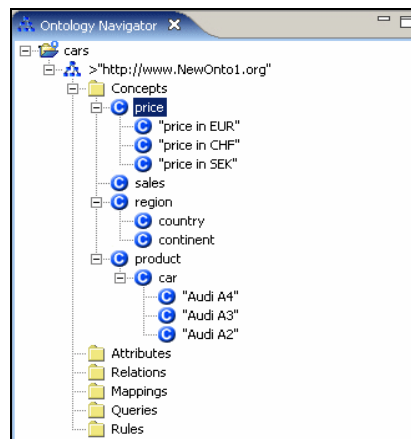 Ontology Navigator
cars
>"http://www.NewOnto1.org"
Concepts
price
"price in EUR"
"price in CHF"
"price in SEK"
sales
region
country
continent
product
car
"Audi A4"
"Audi A3"
"Audi A2"
Attributes
Relations
Mappings
Queries
Rules